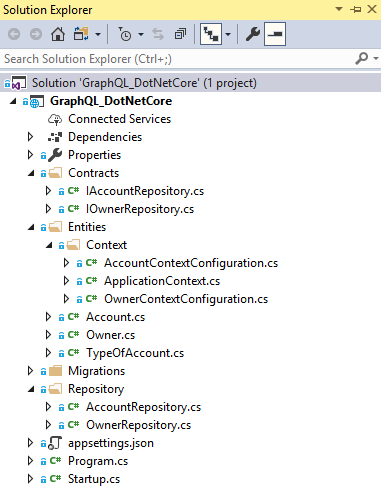 Solution Explorer
Search Solution Explorer (Ctrl+;)
Solution 'GraphQL_DotNetCore' (1 project)
GraphQL_DotNetCore
Connected Services
Dependencies
Properties
Contracts
IAccountRepository.cs
IOwnerRepository.cs
Entities
Context
AccountContextConfiguration.cs
ApplicationContext.cs
OwnerContextConfiguration.cs
Account.cs
Owner.cs
TypeOfAccount.cs
Migrations
Repository
AccountRepository.cs
OwnerRepository.cs
appsettings.json
Program.cs
Startup.cs